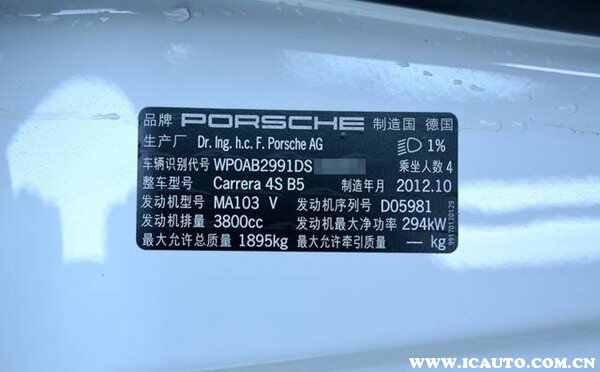 品牌 PORSCHE 制造国 德国
生产厂 Dr. Ing. h.c. F. Porsche AG 1%
车辆识别代号 WP0AB2991DS 乘坐人数 4
整车型号 Carrera 4S B5 制造年月 2012.10
发动机型号 MA103 V 发动机序列号 D05981
发动机排量 3800cc 发动机最大净功率 294kW
最大允许总质量 1895kg 最大允许牵引质量 — kg
99170120129
WWW.ICAUTO.COM.CN